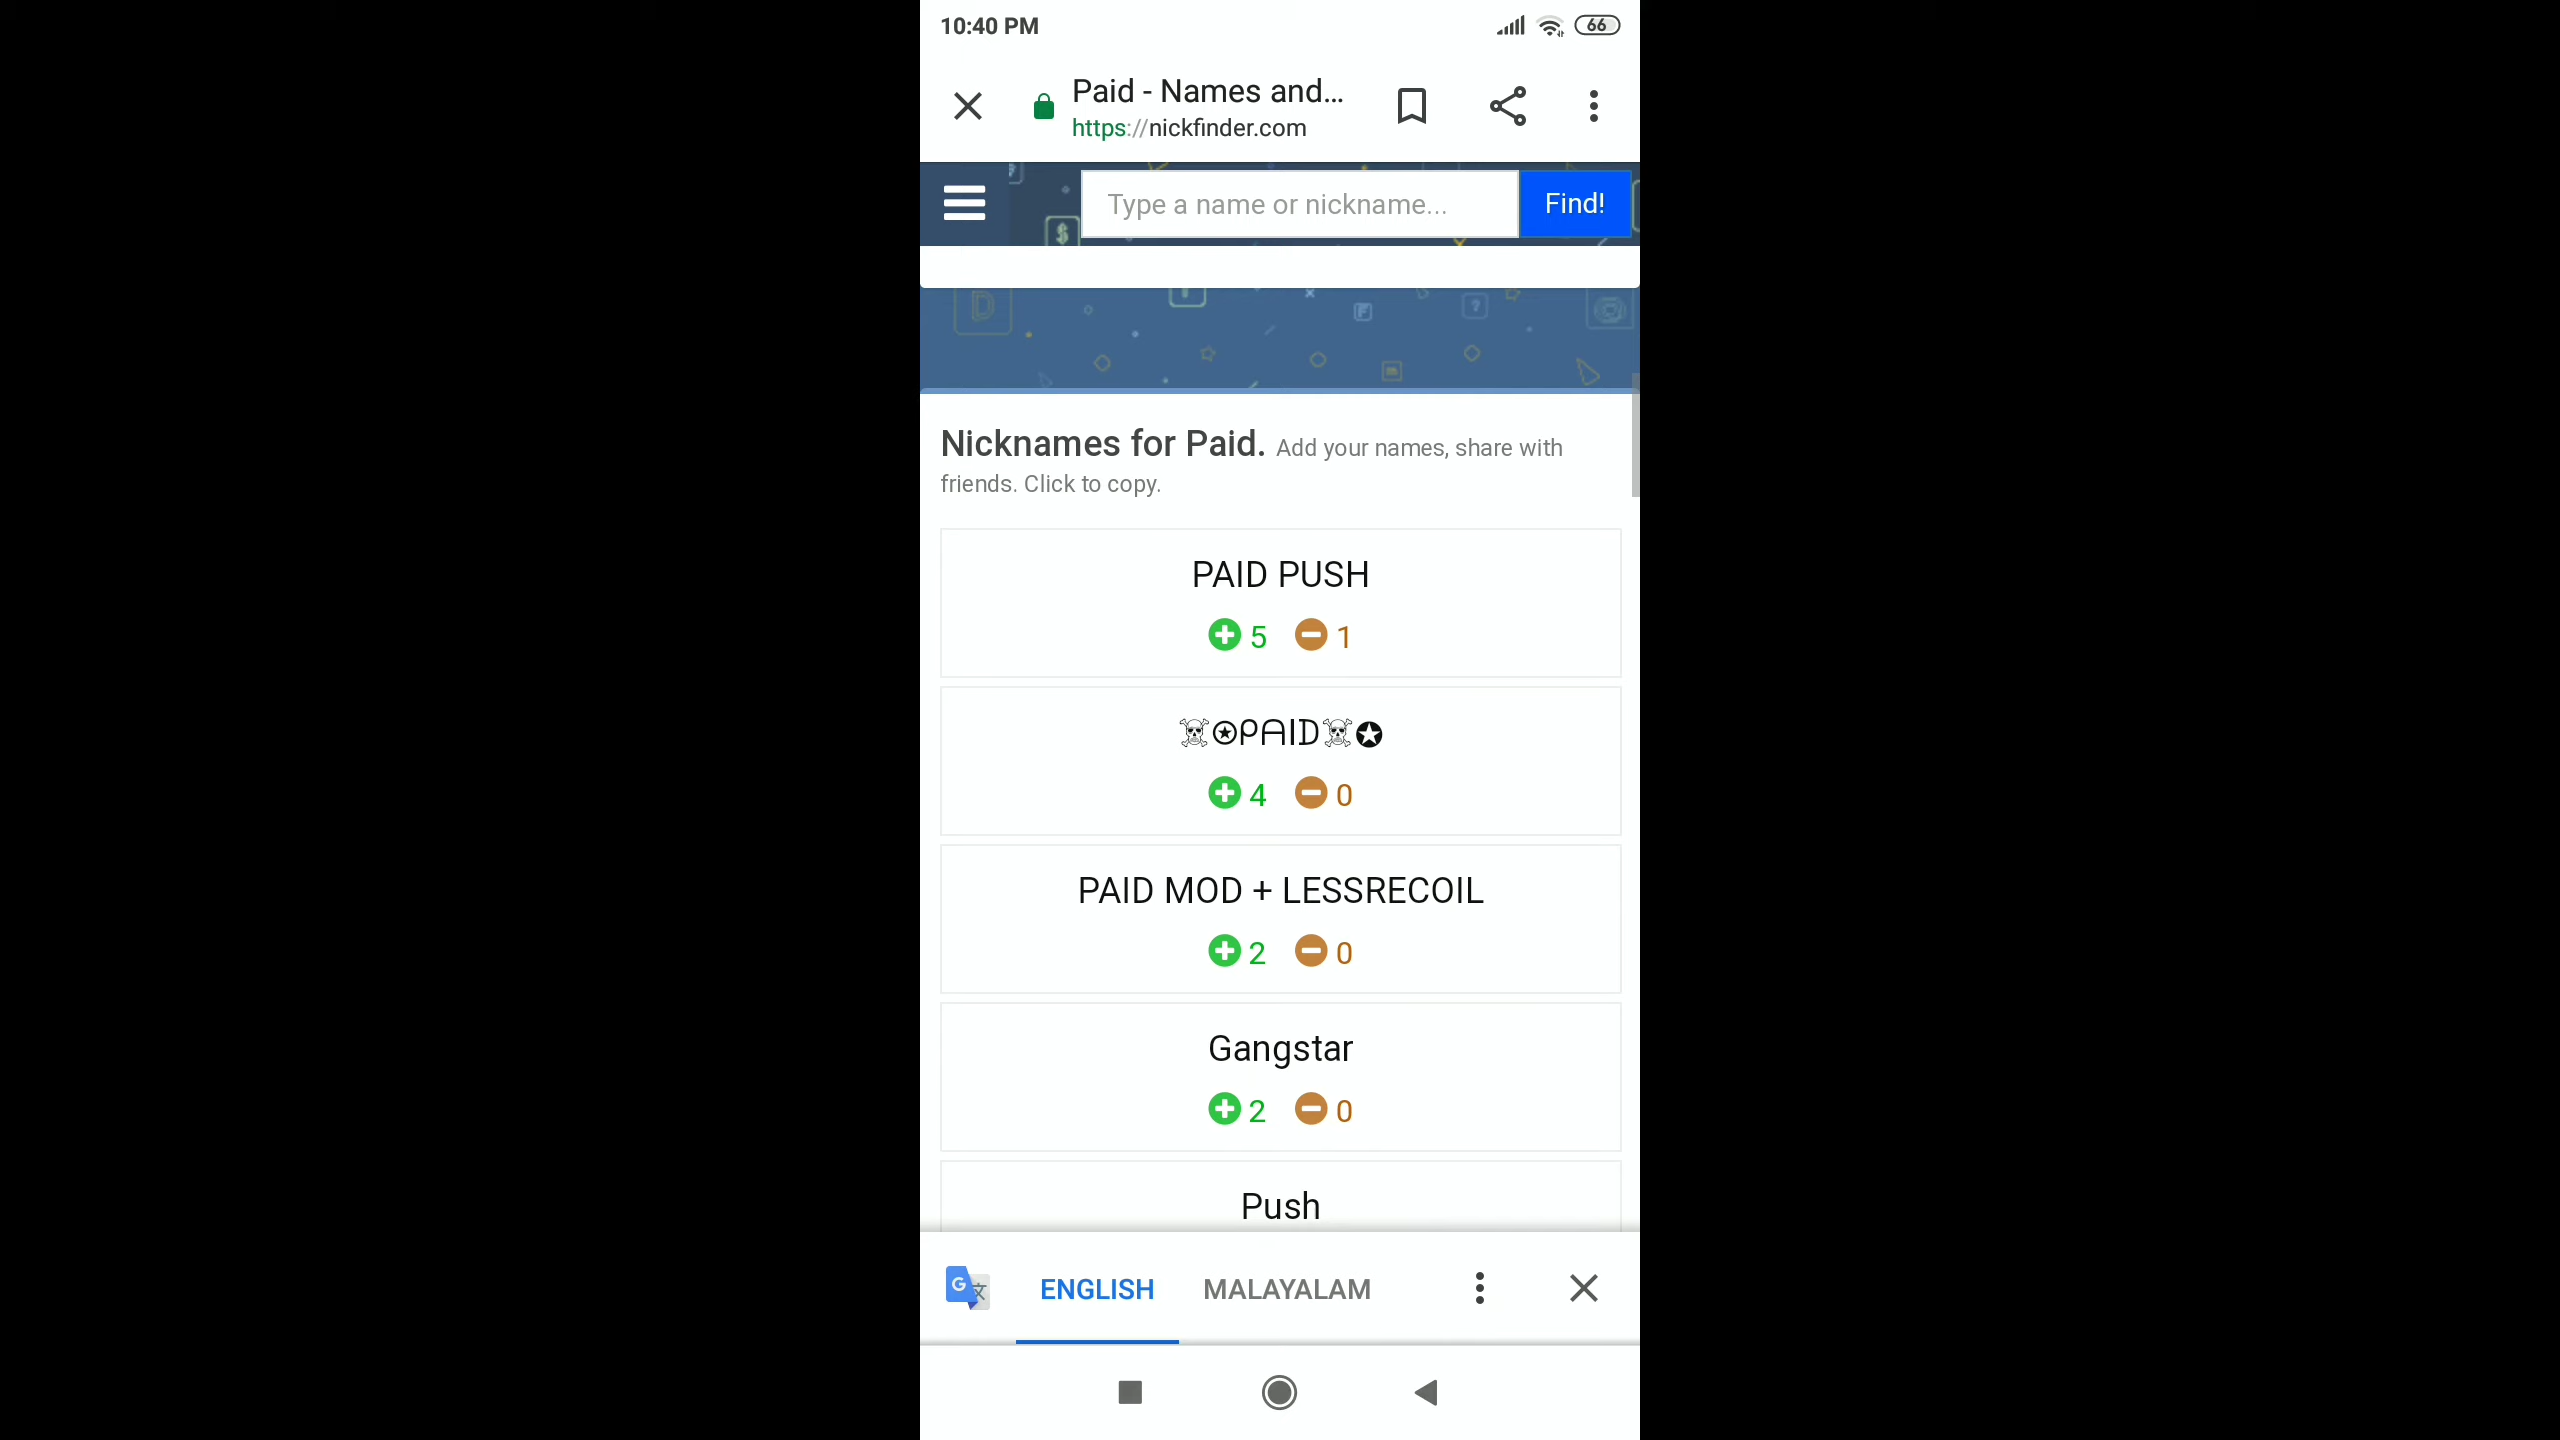 10:40 PM
66
Paid - Names and...
https://nickfinder.com
Type a name or nickname...
Find!
Nicknames for Paid. Add your names, share with
friends. Click to copy.
PAID PUSH
5 1
☠⍟ᑭᗩIᗪ☠✪
4 0
PAID MOD + LESSRECOIL
2 0
Gangstar
2 0
Push
ENGLISH MALAYALAM